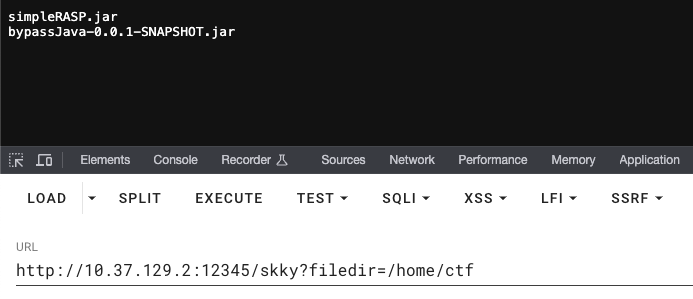 simpleRASP.jar
bypassJava-0.0.1-SNAPSHOT.jar
Elements Console Recorder Sources Network Performance Memory Application
LOAD SPLIT EXECUTE TEST SQLI XSS LFI SSRF
URL
http://10.37.129.2:12345/skky?filedir=/home/ctf